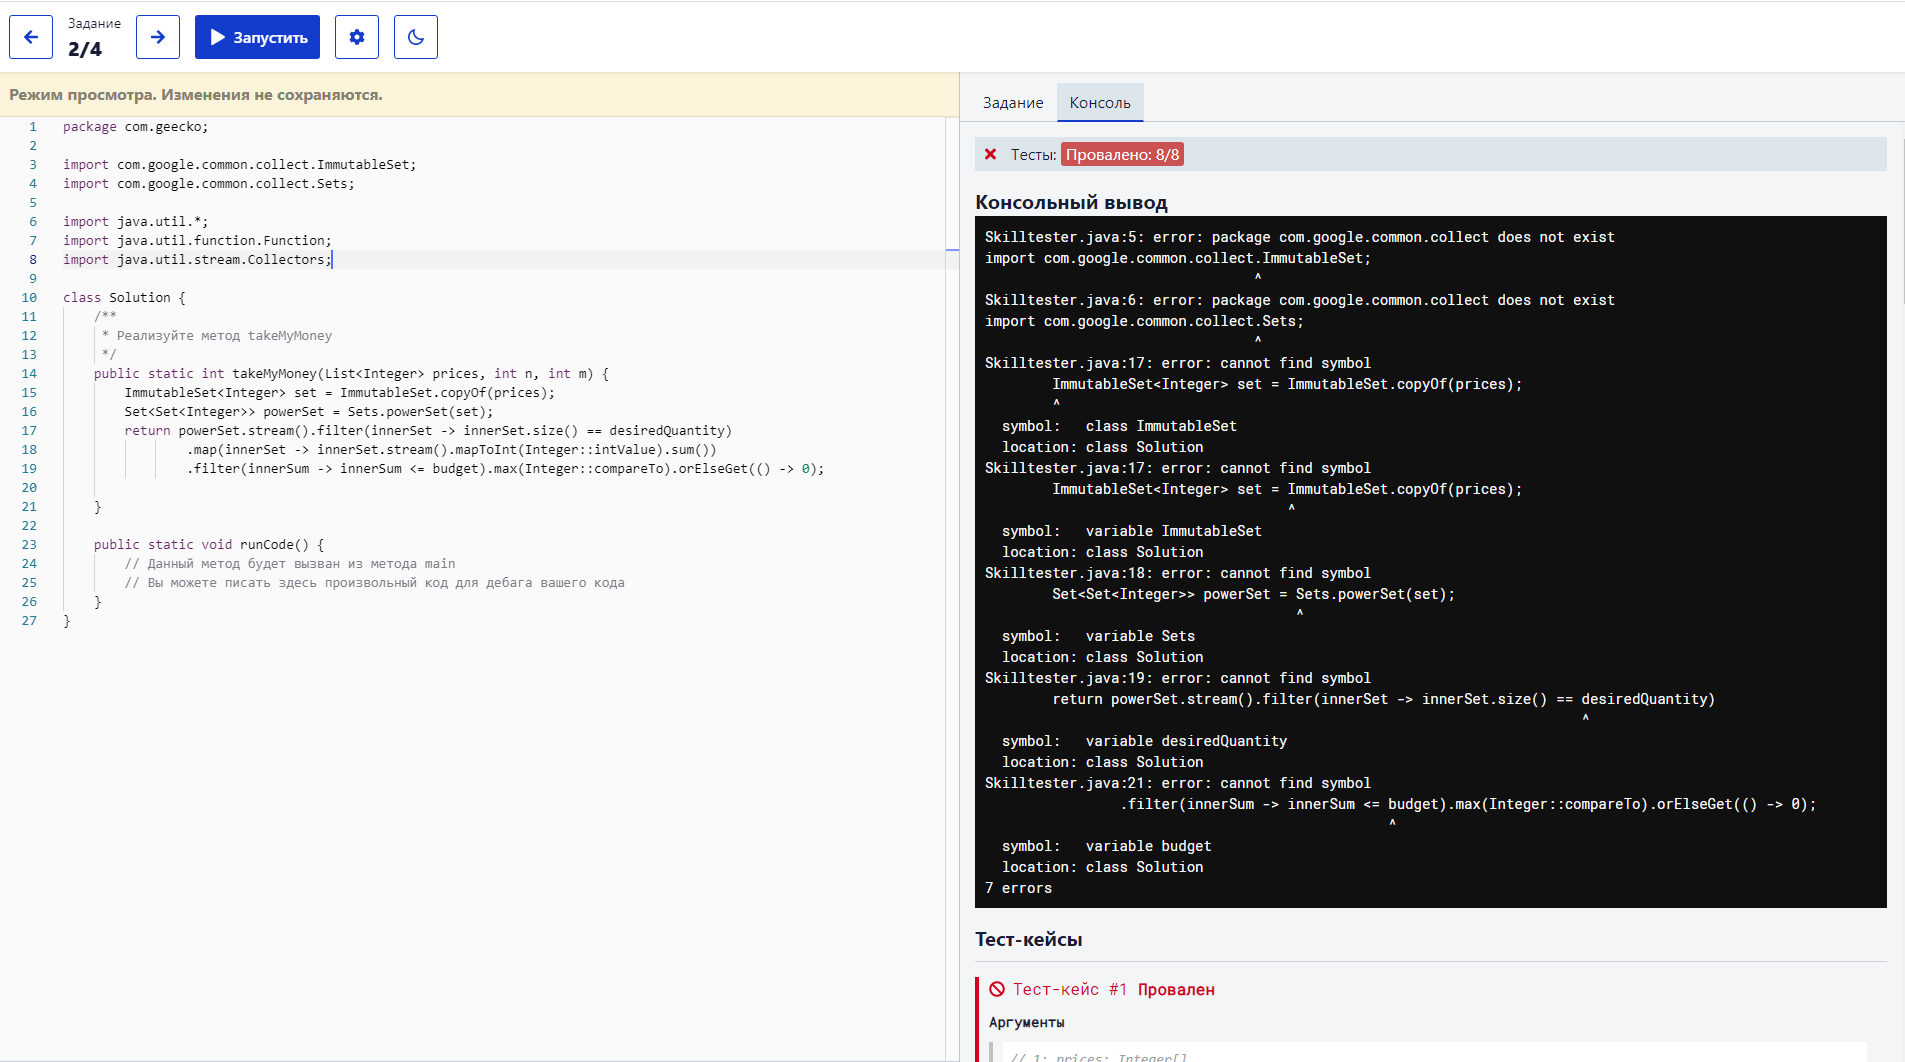 Задание
2/4
Запустить
Режим просмотра. Изменения не сохраняются.
1 package com.geecko;
2
3 import com.google.common.collect.ImmutableSet;
4 import com.google.common.collect.Sets;
5
6 import java.util.*;
7 import java.util.function.Function;
8 import java.util.stream.Collectors;
9
10 class Solution {
11 /**
12 * Реализуйте метод takeMyMoney
13 */
14 public static int takeMyMoney(List<Integer> prices, int n, int m) {
15 ImmutableSet<Integer> set = ImmutableSet.copyOf(prices);
16 Set<Set<Integer>> powerSet = Sets.powerSet(set);
17 return powerSet.stream().filter(innerSet -> innerSet.size() == desiredQuantity)
18 .map(innerSet -> innerSet.stream().mapToInt(Integer::intValue).sum())
19 .filter(innerSum -> innerSum <= budget).max(Integer::compareTo).orElseGet(() -> 0);
20
21 }
22
23 public static void runCode() {
24 // Данный метод будет вызван из метода main
25 // Вы можете писать здесь произвольный код для дебага вашего кода
26 }
27 }
Задание Консоль
Тесты: Провалено: 8/8
Консольный вывод
Skilltester.java:5: error: package com.google.common.collect does not exist
import com.google.common.collect.ImmutableSet;
^
Skilltester.java:6: error: package com.google.common.collect does not exist
import com.google.common.collect.Sets;
^
Skilltester.java:17: error: cannot find symbol
ImmutableSet<Integer> set = ImmutableSet.copyOf(prices);
^
symbol: class ImmutableSet
location: class Solution
Skilltester.java:17: error: cannot find symbol
ImmutableSet<Integer> set = ImmutableSet.copyOf(prices);
^
symbol: variable ImmutableSet
location: class Solution
Skilltester.java:18: error: cannot find symbol
Set<Set<Integer>> powerSet = Sets.powerSet(set);
^
symbol: variable Sets
location: class Solution
Skilltester.java:19: error: cannot find symbol
return powerSet.stream().filter(innerSet -> innerSet.size() == desiredQuantity)
^
symbol: variable desiredQuantity
location: class Solution
Skilltester.java:21: error: cannot find symbol
.filter(innerSum -> innerSum <= budget).max(Integer::compareTo).orElseGet(() -> 0);
^
symbol: variable budget
location: class Solution
7 errors
Тест-кейсы
Тест-кейс #1 Провален
Аргументы
// 1: prices: Integer[]